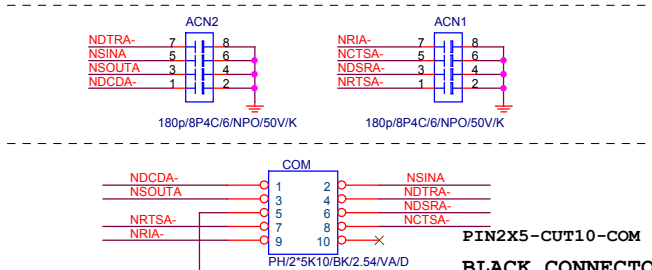 ACN2 ACN1
NDTRA- 7 8 NRIA- 7 8
NSINA 5 6 NCTSA- 5 6
NSOUTA 3 4 NDSRA- 3 4
NDCDA- 1 2 NRTSA- 1 2
180p/8P4C/6/NPO/50V/K 180p/8P4C/6/NPO/50V/K
COM
NDCDA- 1 2 NSINA
NSOUTA 3 4 NDTRA-
5 6 NDSRA-
NRTSA- 7 8 NCTSA-
NRIA- 9 10
PIN2X5-CUT10-COM
PH/2*5K10/BK/2.54/VA/D
BLACK CONNECTO